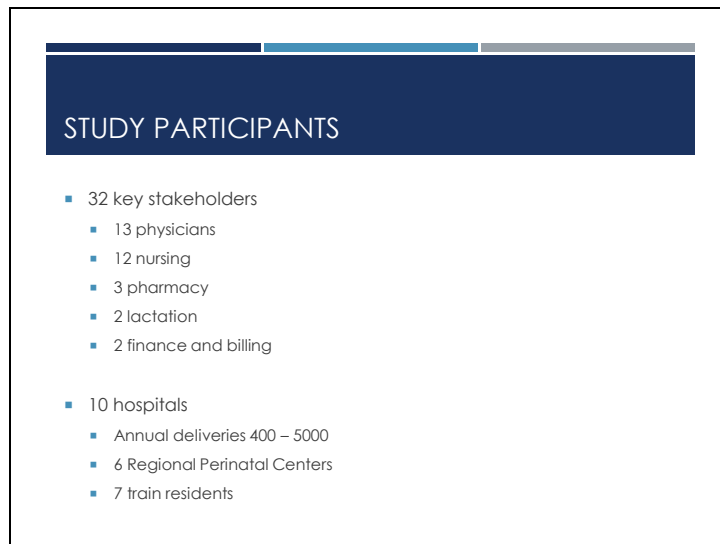 STUDY PARTICIPANTS
32 key stakeholders
13 physicians
12 nursing
3 pharmacy
2 lactation
2 finance and billing
10 hospitals
Annual deliveries 400 – 5000
6 Regional Perinatal Centers
7 train residents